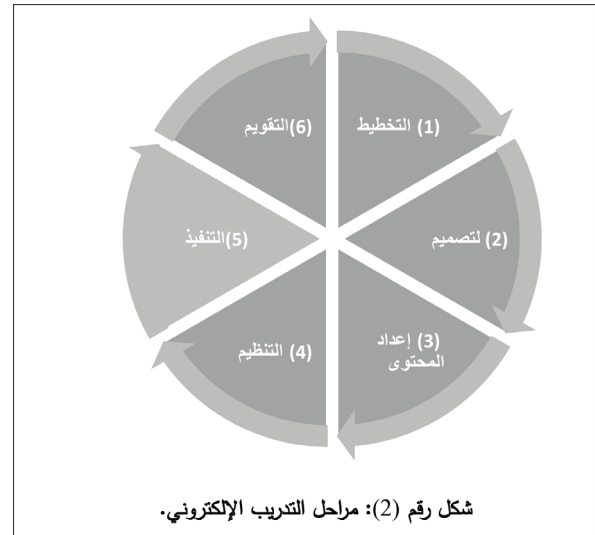 (1) التخطيط
(2) لتصميم
(3) إعداد
المحتوى
(4) التنظيم
(5)التنفيذ
(6)التقويم
شكل رقم (2): مراحل التدريب الإلكتروني.